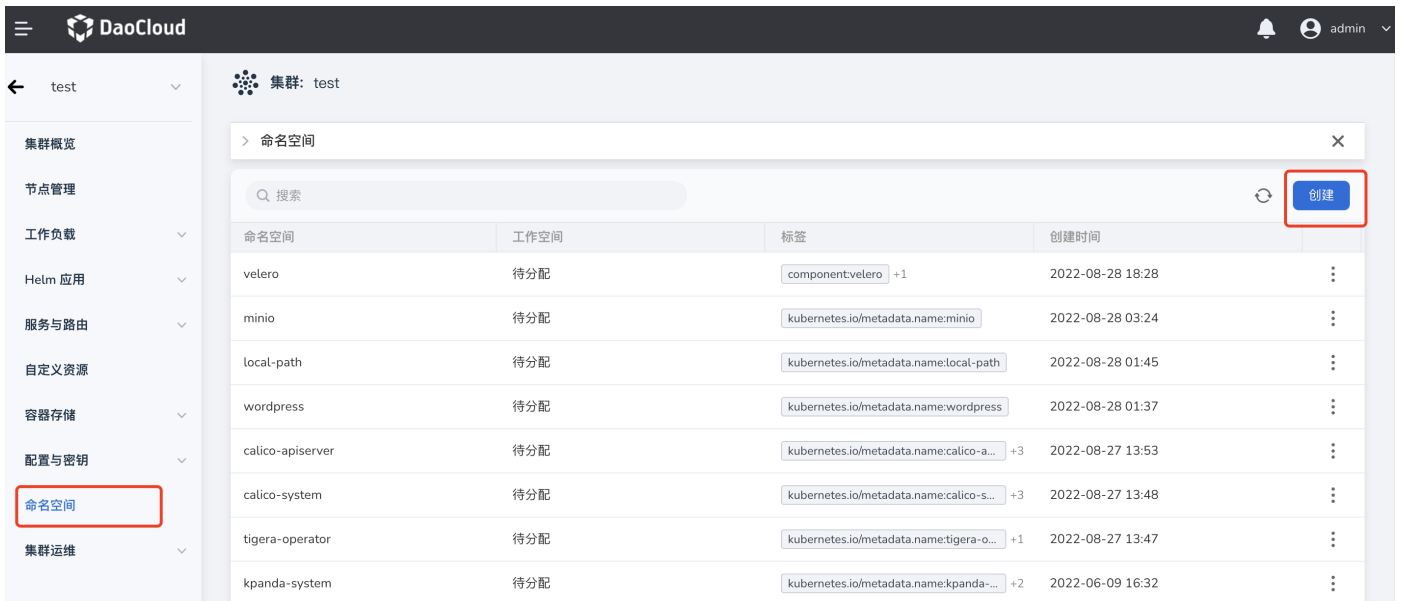 DaoCloud
admin
test
集群: test
集群概览
节点管理
工作负载
Helm 应用
服务与路由
自定义资源
容器存储
配置与密钥
命名空间
集群运维
命名空间
搜索
创建
命名空间 工作空间 标签 创建时间
velero 待分配 component:velero +1 2022-08-28 18:28
minio 待分配 kubernetes.io/metadata.name:minio 2022-08-28 03:24
local-path 待分配 kubernetes.io/metadata.name:local-path 2022-08-28 01:45
wordpress 待分配 kubernetes.io/metadata.name:wordpress 2022-08-28 01:37
calico-apiserver 待分配 kubernetes.io/metadata.name:calico-a... +3 2022-08-27 13:53
calico-system 待分配 kubernetes.io/metadata.name:calico-s... +3 2022-08-27 13:48
tigera-operator 待分配 kubernetes.io/metadata.name:tigera-o... +1 2022-08-27 13:47
kpanda-system 待分配 kubernetes.io/metadata.name:kpanda-... +2 2022-06-09 16:32